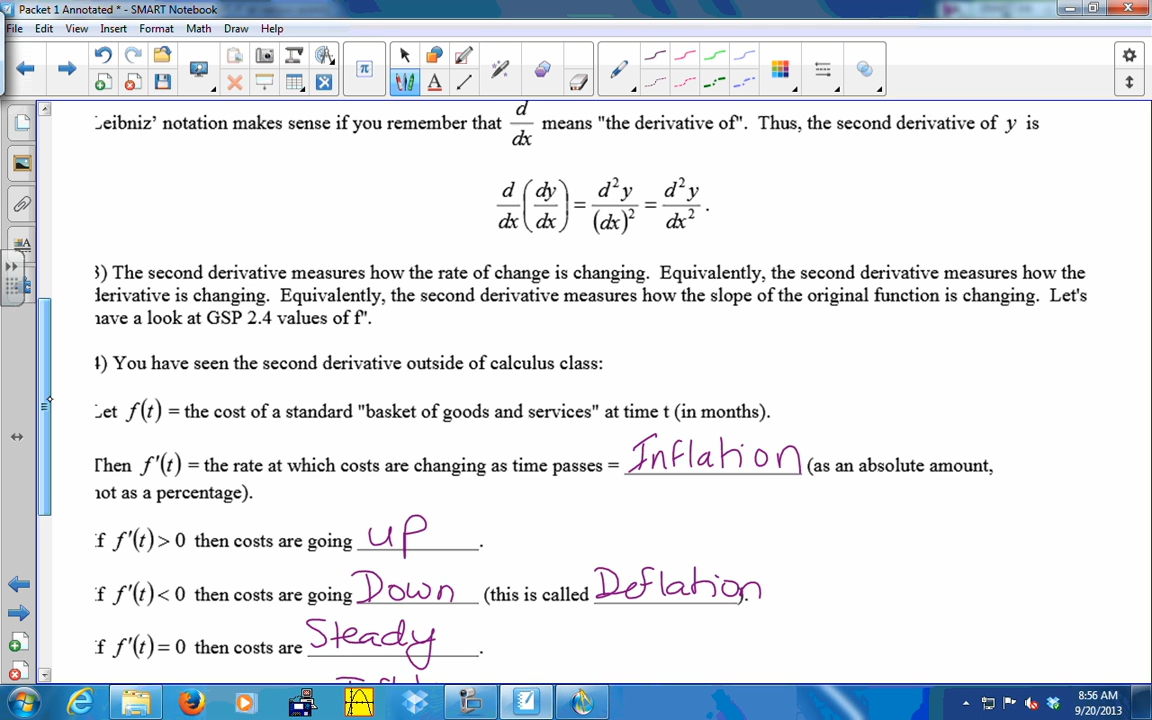 Packet 1 Annotated * - SMART Notebook
File Edit View Insert Format Math Draw Help
Leibniz' notation makes sense if you remember that d/dx means "the derivative of". Thus, the second derivative of y is
d/dx (dy/dx) = d²y/(dx)² = d²y/dx².
3) The second derivative measures how the rate of change is changing. Equivalently, the second derivative measures how the
derivative is changing. Equivalently, the second derivative measures how the slope of the original function is changing. Let's
have a look at GSP 2.4 values of f'.
4) You have seen the second derivative outside of calculus class:
Let f(t) = the cost of a standard "basket of goods and services" at time t (in months).
Then f'(t) = the rate at which costs are changing as time passes = Inflation (as an absolute amount,
not as a percentage).
If f'(t) > 0 then costs are going up.
If f'(t) < 0 then costs are going Down (this is called Deflation).
If f'(t) = 0 then costs are Steady.
8:56 AM
9/20/2013